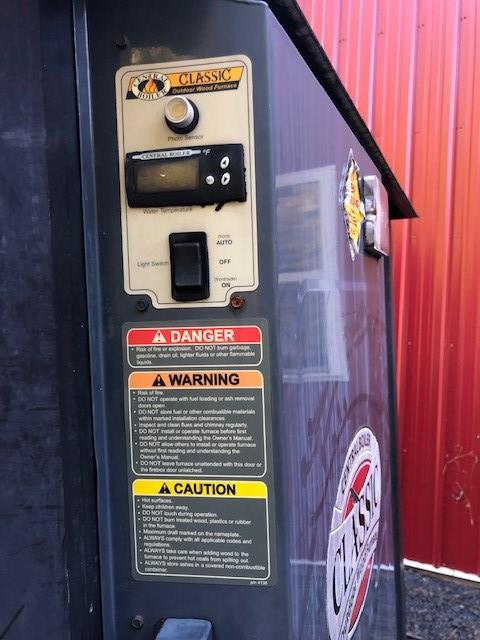 CENTRAL BOILER
CLASSIC
Outdoor Wood Furnace
Photo Sensor
CENTRAL BOILER
°F
Water Temperature
(front)
AUTO
Light Switch
OFF
(front/side)
ON
DANGER
• Risk of fire or explosion. DO NOT burn garbage,
gasoline, drain oil, lighter fluids or other flammable
liquids.
WARNING
• Risk of fire.
• DO NOT operate with fuel loading or ash removal
doors open.
• DO NOT store fuel or other combustible materials
within marked installation clearances.
• Inspect and clean flues and chimney regularly.
• DO NOT install or operate furnace before first
reading and understanding the Owner's Manual.
• DO NOT allow others to install or operate furnace
without first reading and understanding the
Owner's Manual.
• DO NOT leave furnace unattended with this door or
the firebox door unlatched.
CAUTION
• Hot surfaces.
• Keep children away.
• DO NOT touch during operation.
• DO NOT burn treated wood, plastics or rubber
in the furnace.
• Maximum draft marked on the nameplate.
• ALWAYS comply with all applicable codes and
regulations.
• ALWAYS take care when adding wood to the
furnace to prevent hot coals from spilling out.
• ALWAYS store ashes in a covered non-combustible
container.
p/n 4136
CENTRAL BOILER
CLASSIC